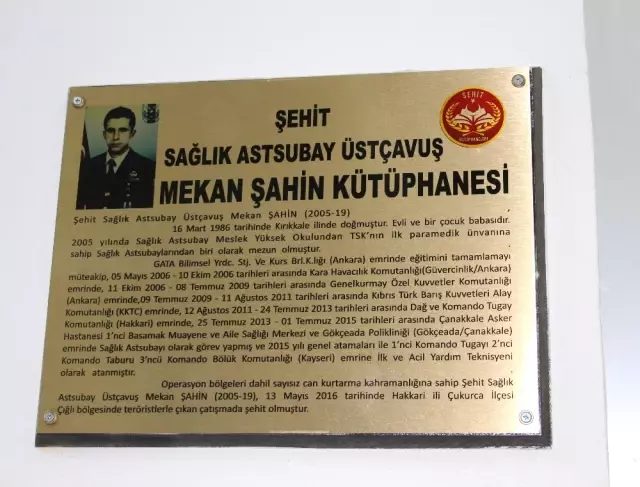 ŞEHİT
SAĞLIK ASTSUBAY ÜSTÇAVUŞ
MEKAN ŞAHİN KÜTÜPHANESİ
ŞEHİT
Şehit Sağlık Astsubay Üstçavuş Mekan ŞAHİN (2005-19)
16 Mart 1986 tarihinde Kırıkkale ilinde doğmuştur. Evli ve bir çocuk babasıdır.
2005 yılında Sağlık Astsubay Meslek Yüksek Okulundan TSK'nın ilk paramedik ünvanına
sahip Sağlık Astsubaylarından biri olarak mezun olmuştur.
GATA Bilimsel Yrdc. Stj. Ve Kurs Brl.K.lığı (Ankara) emrinde eğitimini tamamlamayı
müteakip, 05 Mayıs 2006 - 10 Ekim 2006 tarihleri arasında Kara Havacılık Komutanlığı(Güvercinlik/Ankara)
emrinde, 11 Ekim 2006 - 08 Temmuz 2009 tarihleri arasında Genelkurmay Özel Kuvvetler Komutanlığı
(Ankara) emrinde,09 Temmuz 2009 - 11 Ağustos 2011 tarihleri arasında Kıbrıs Türk Barış Kuvvetleri Alay
Komutanlığı (KKTC) emrinde, 12 Ağustos 2011 - 24 Temmuz 2013 tarihleri arasında Dağ ve Komando Tugay
Komutanlığı (Hakkari) emrinde, 25 Temmuz 2013 - 01 Temmuz 2015 tarihleri arasında Çanakkale Asker
Hastanesi 1'nci Basamak Muayene ve Aile Sağlığı Merkezi ve Gökçeada Polikliniği (Gökçeada/Çanakkale)
emrinde Sağlık Astsubayı olarak görev yapmış ve 2015 yılı genel atamaları ile 1'nci Komando Tugayı 2'nci
Komando Taburu 3'ncü Komando Bölük Komutanlığı (Kayseri) emrine İlk ve Acil Yardım Teknisyeni
olarak atanmıştır.
Operasyon bölgeleri dahil sayısız can kurtarma kahramanlığına sahip Şehit Sağlık
Astsubay Üstçavuş Mekan ŞAHİN (2005-19), 13 Mayıs 2016 tarihinde Hakkari ili Çukurca İlçesi
Çığlı bölgesinde teröristlerle çıkan çatışmada şehit olmuştur.